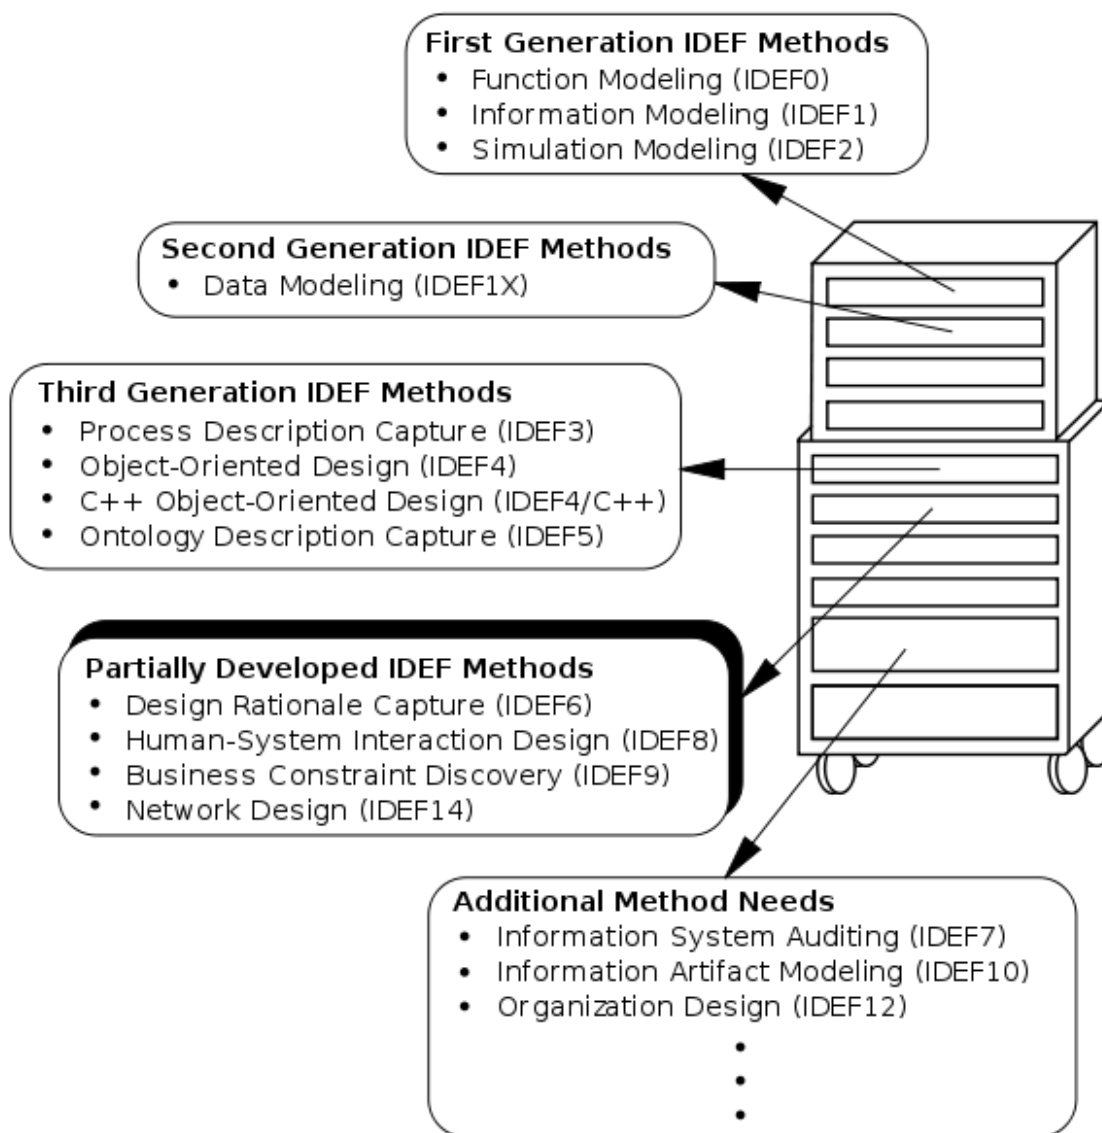 First Generation IDEF Methods
• Function Modeling (IDEF0)
• Information Modeling (IDEF1)
• Simulation Modeling (IDEF2)
Second Generation IDEF Methods
• Data Modeling (IDEF1X)
Third Generation IDEF Methods
• Process Description Capture (IDEF3)
• Object-Oriented Design (IDEF4)
• C++ Object-Oriented Design (IDEF4/C++)
• Ontology Description Capture (IDEF5)
Partially Developed IDEF Methods
• Design Rationale Capture (IDEF6)
• Human-System Interaction Design (IDEF8)
• Business Constraint Discovery (IDEF9)
• Network Design (IDEF14)
Additional Method Needs
• Information System Auditing (IDEF7)
• Information Artifact Modeling (IDEF10)
• Organization Design (IDEF12)
•
•
•